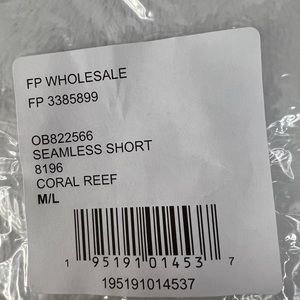 FP WHOLESALE
FP 3385899
OB822566
SEAMLESS SHORT
8196
CORAL REEF
M/L
1 95191 01453 7
195191014537